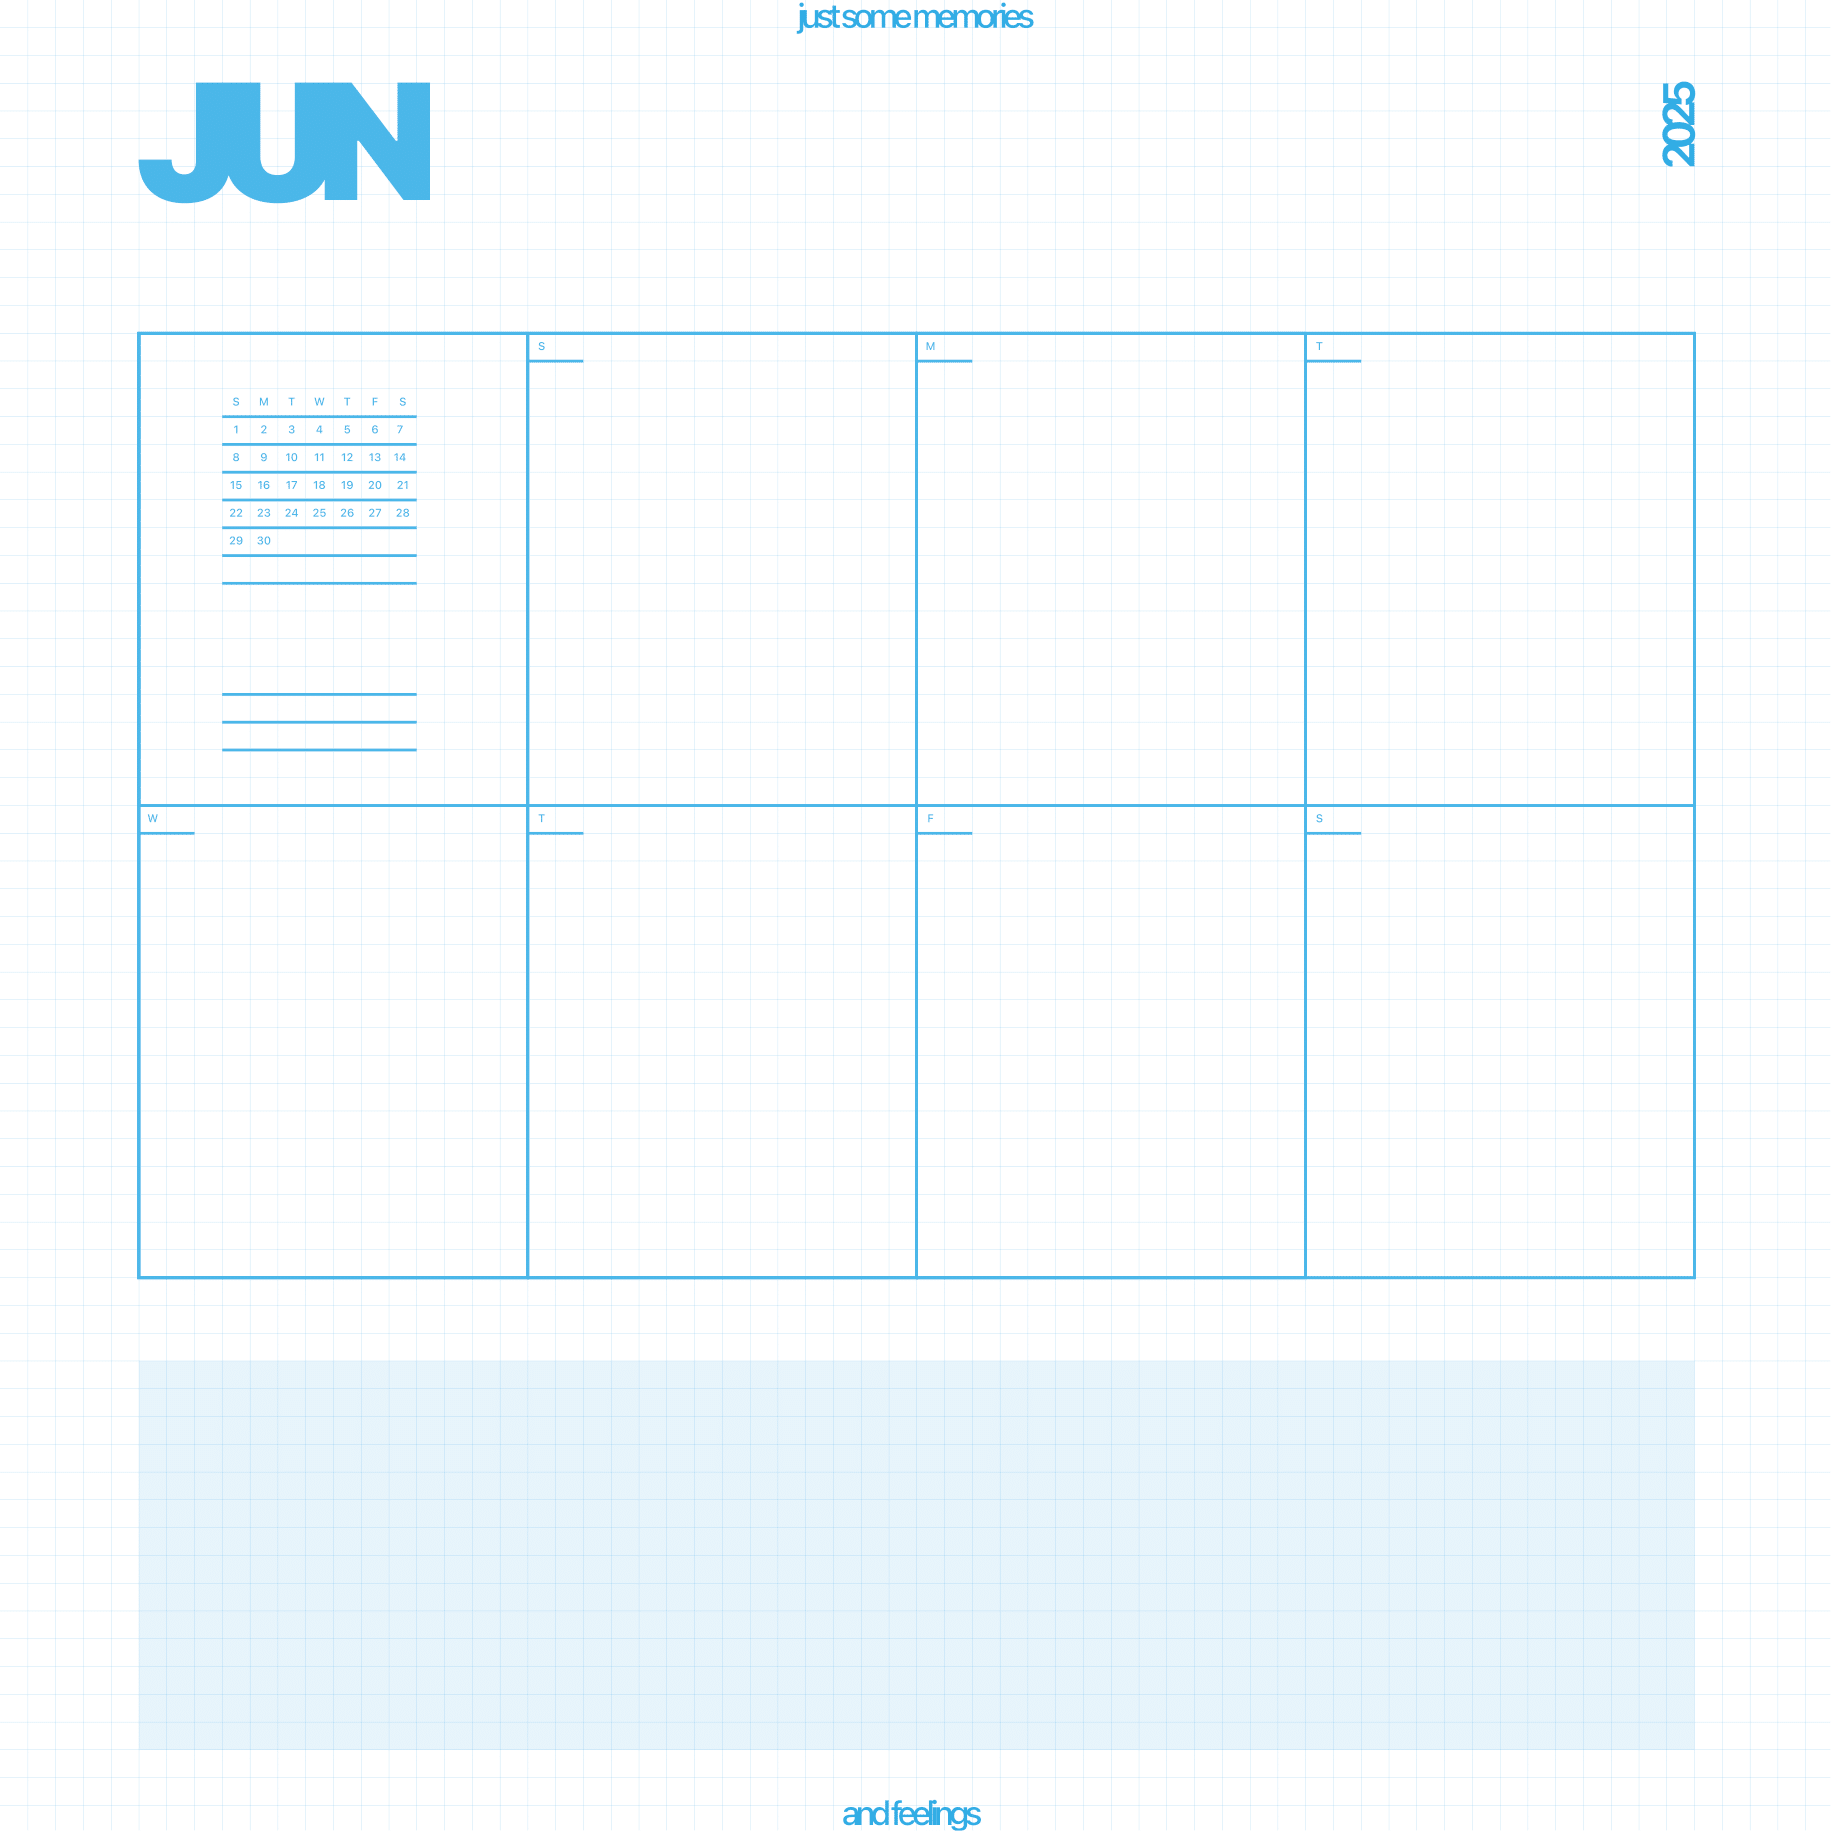 just some memories
JUN
2025
S M T W T F S
1 2 3 4 5 6 7
8 9 10 11 12 13 14
15 16 17 18 19 20 21
22 23 24 25 26 27 28
29 30
S
M
T
W
T
F
S
and feelings